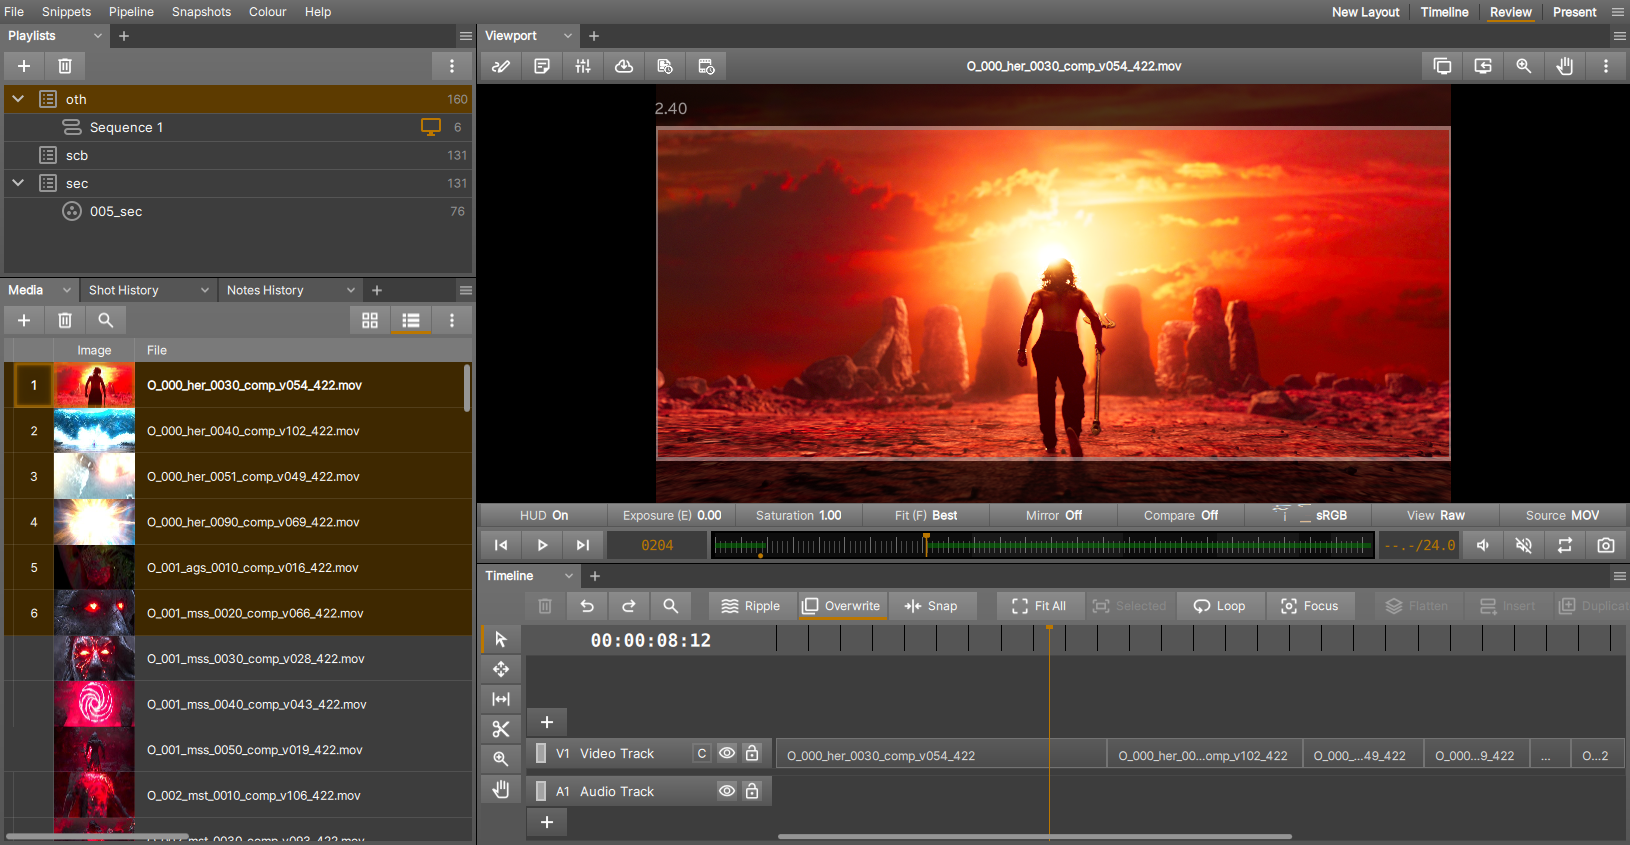 File Snippets Pipeline Snapshots Colour Help
New Layout Timeline Review Present
Playlists
oth 160
Sequence 1 6
scb 131
sec 131
005_sec 76
Media Shot History Notes History
Image File
1 O_000_her_0030_comp_v054_422.mov
2 O_000_her_0040_comp_v102_422.mov
3 O_000_her_0051_comp_v049_422.mov
4 O_000_her_0090_comp_v069_422.mov
5 O_001_ags_0010_comp_v016_422.mov
6 O_001_mss_0020_comp_v066_422.mov
O_001_mss_0030_comp_v028_422.mov
O_001_mss_0040_comp_v043_422.mov
O_001_mss_0050_comp_v019_422.mov
O_002_mst_0010_comp_v106_422.mov
Viewport
O_000_her_0030_comp_v054_422.mov
2.40
HUD On Exposure (E) 0.00 Saturation 1.00 Fit (F) Best Mirror Off Compare Off sRGB View Raw Source MOV
0204 --.-/24.0
Timeline
Ripple Overwrite Snap Fit All Selected Loop Focus Flatten Insert Duplicat
00:00:08:12
V1 Video Track C
O_000_her_0030_comp_v054_422 O_000_her_00...omp_v102_422 O_000_...49_422 O_000...9_422 ... O...2
A1 Audio Track